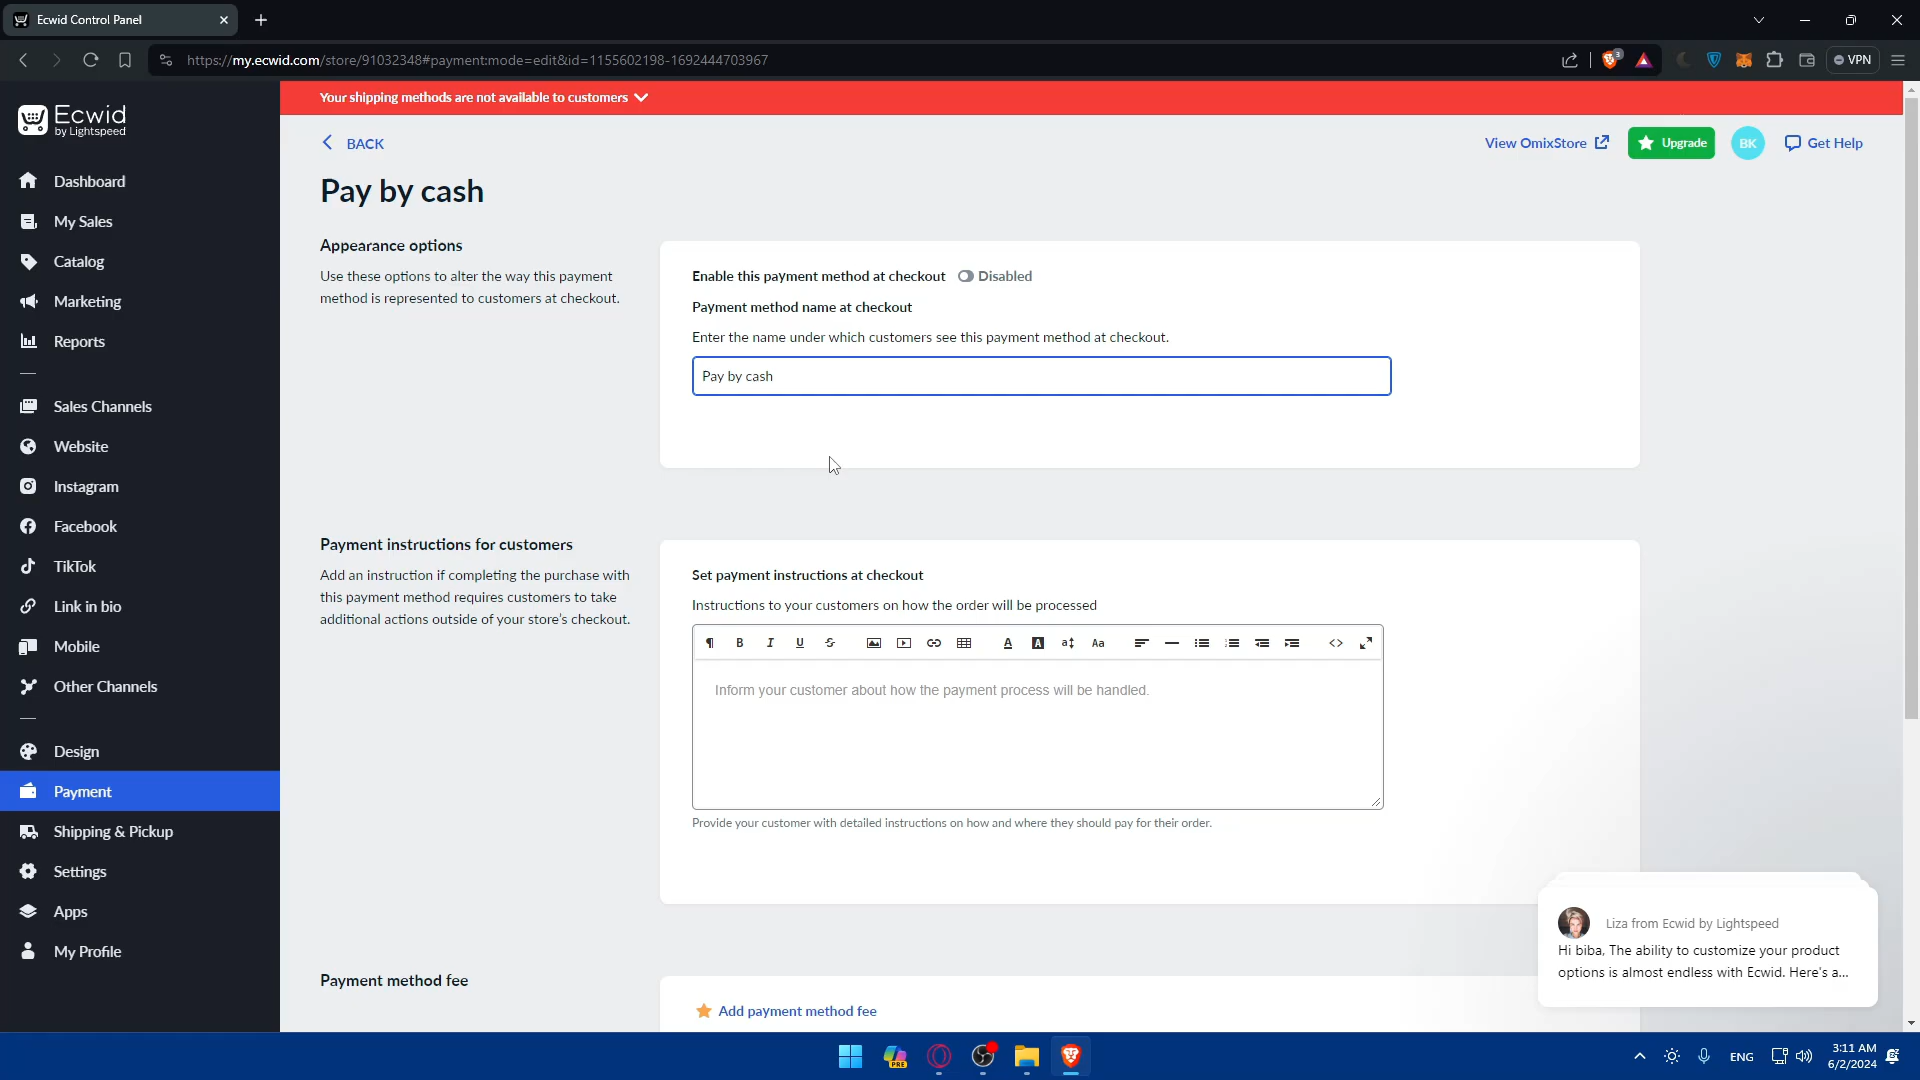 Ecwid Control Panel
https://my.ecwid.com/store/91032348#payment:mode=edit&id=1155602198-1692444703967
3
VPN
Ecwid
by Lightspeed
Your shipping methods are not available to customers
BACK
View OmixStore
Upgrade
BK
Get Help
Dashboard
My Sales
Catalog
Marketing
Reports
Sales Channels
Website
Instagram
Facebook
TikTok
Link in bio
Mobile
Other Channels
Design
Payment
Shipping & Pickup
Settings
Apps
My Profile
Pay by cash
Appearance options
Use these options to alter the way this payment
method is represented to customers at checkout.
Enable this payment method at checkout Disabled
Payment method name at checkout
Enter the name under which customers see this payment method at checkout.
Pay by cash
Payment instructions for customers
Add an instruction if completing the purchase with
this payment method requires customers to take
additional actions outside of your store's checkout.
Set payment instructions at checkout
Instructions to your customers on how the order will be processed
Inform your customer about how the payment process will be handled.
Provide your customer with detailed instructions on how and where they should pay for their order.
Payment method fee
Add payment method fee
Liza from Ecwid by Lightspeed
Hi biba, The ability to customize your product
options is almost endless with Ecwid. Here's a...
PRE
ENG
3:11 AM
6/2/2024